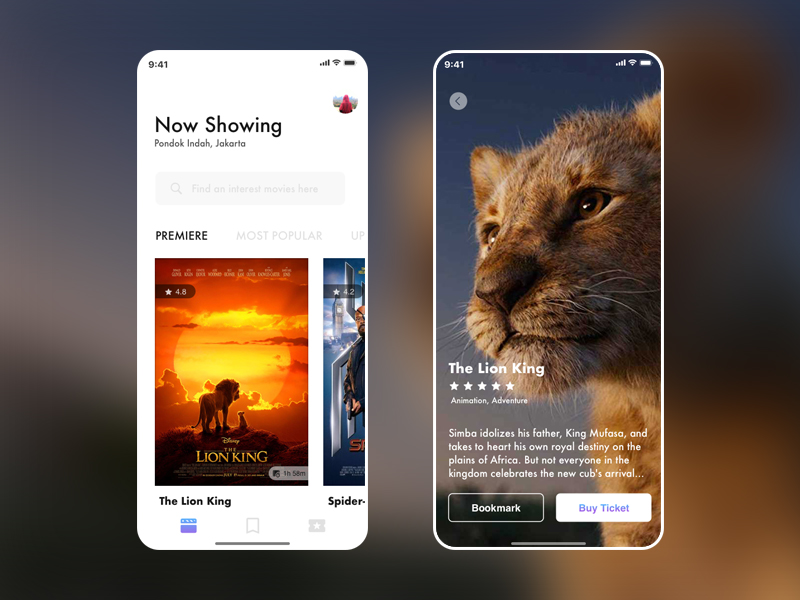 9:41
Now Showing
Pondok Indah, Jakarta
Find an interest movies here
PREMIERE
MOST POPULAR
UP
4.8
4.2
Disney
THE
LION KING
1h 58m
The Lion King
Spider-
9:41
The Lion King
Animation, Adventure
Simba idolizes his father, King Mufasa, and
takes to heart his own royal destiny on the
plains of Africa. But not everyone in the
kingdom celebrates the new cub's arrival...
Bookmark
Buy Ticket